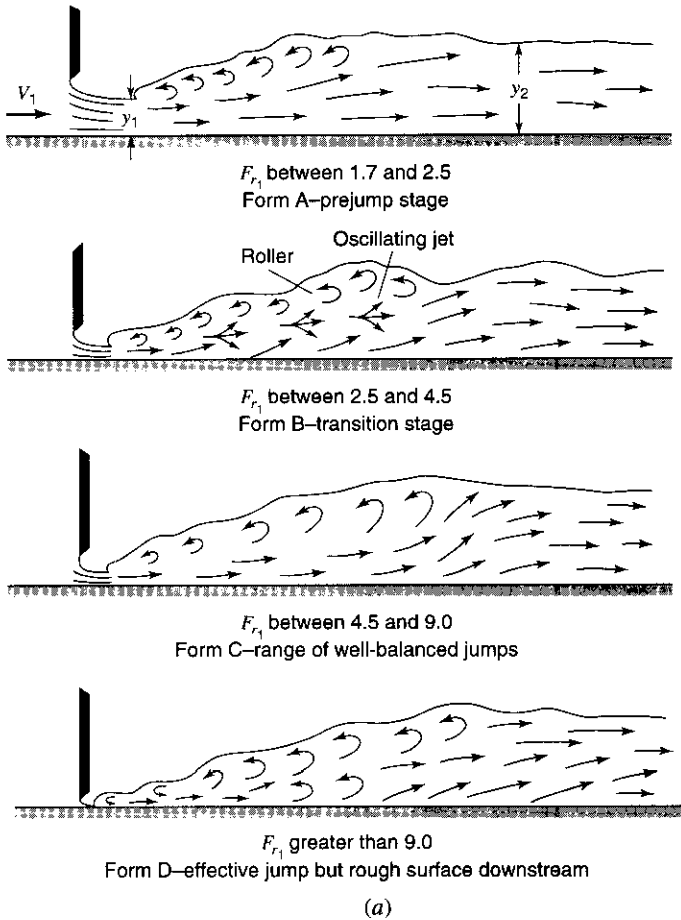 V₁
y₁
y₂
Fr₁ between 1.7 and 2.5
Form A–prejump stage
Oscillating jet
Roller
Fr₁ between 2.5 and 4.5
Form B–transition stage
Fr₁ between 4.5 and 9.0
Form C–range of well-balanced jumps
Fr₁ greater than 9.0
Form D–effective jump but rough surface downstream
(a)